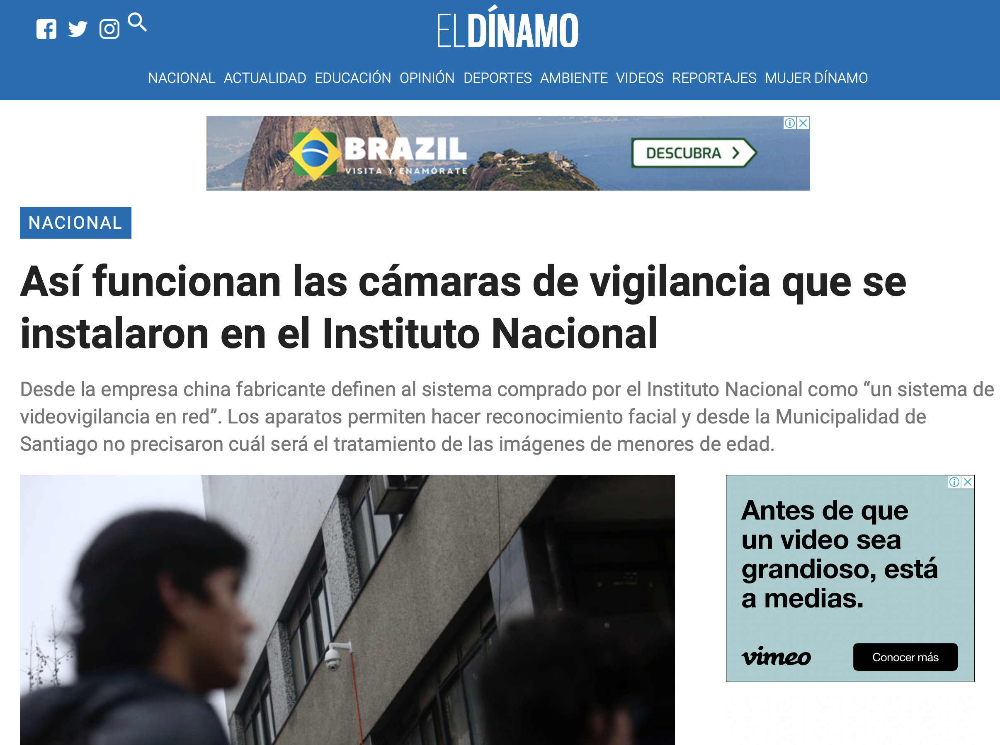 EL DÍNAMO
NACIONAL ACTUALIDAD EDUCACIÓN OPINIÓN DEPORTES AMBIENTE VIDEOS REPORTAJES MUJER DÍNAMO
BRAZIL
VISITA Y ENAMÓRATE
DESCUBRA
NACIONAL
Así funcionan las cámaras de vigilancia que se
instalaron en el Instituto Nacional
Desde la empresa china fabricante definen al sistema comprado por el Instituto Nacional como “un sistema de
videovigilancia en red”. Los aparatos permiten hacer reconocimiento facial y desde la Municipalidad de
Santiago no precisaron cuál será el tratamiento de las imágenes de menores de edad.
Antes de que
un video sea
grandioso, está
a medias.
vimeo
Conocer más